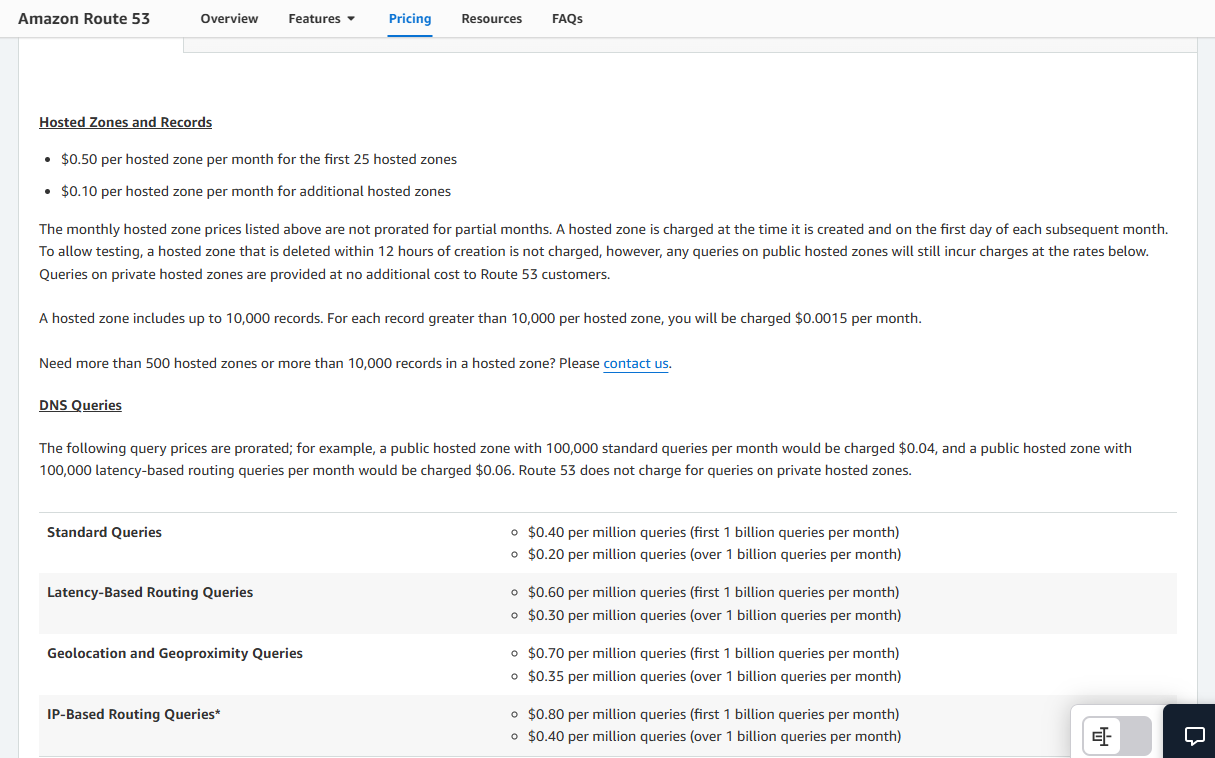 Amazon Route 53
Overview
Features
Pricing
Resources
FAQs
Hosted Zones and Records
$0.50 per hosted zone per month for the first 25 hosted zones
$0.10 per hosted zone per month for additional hosted zones
The monthly hosted zone prices listed above are not prorated for partial months. A hosted zone is charged at the time it is created and on the first day of each subsequent month.
To allow testing, a hosted zone that is deleted within 12 hours of creation is not charged, however, any queries on public hosted zones will still incur charges at the rates below.
Queries on private hosted zones are provided at no additional cost to Route 53 customers.
A hosted zone includes up to 10,000 records. For each record greater than 10,000 per hosted zone, you will be charged $0.0015 per month.
Need more than 500 hosted zones or more than 10,000 records in a hosted zone? Please contact us.
DNS Queries
The following query prices are prorated; for example, a public hosted zone with 100,000 standard queries per month would be charged $0.04, and a public hosted zone with
100,000 latency-based routing queries per month would be charged $0.06. Route 53 does not charge for queries on private hosted zones.
Standard Queries
$0.40 per million queries (first 1 billion queries per month)
$0.20 per million queries (over 1 billion queries per month)
Latency-Based Routing Queries
$0.60 per million queries (first 1 billion queries per month)
$0.30 per million queries (over 1 billion queries per month)
Geolocation and Geoproximity Queries
$0.70 per million queries (first 1 billion queries per month)
$0.35 per million queries (over 1 billion queries per month)
IP-Based Routing Queries*
$0.80 per million queries (first 1 billion queries per month)
$0.40 per million queries (over 1 billion queries per month)